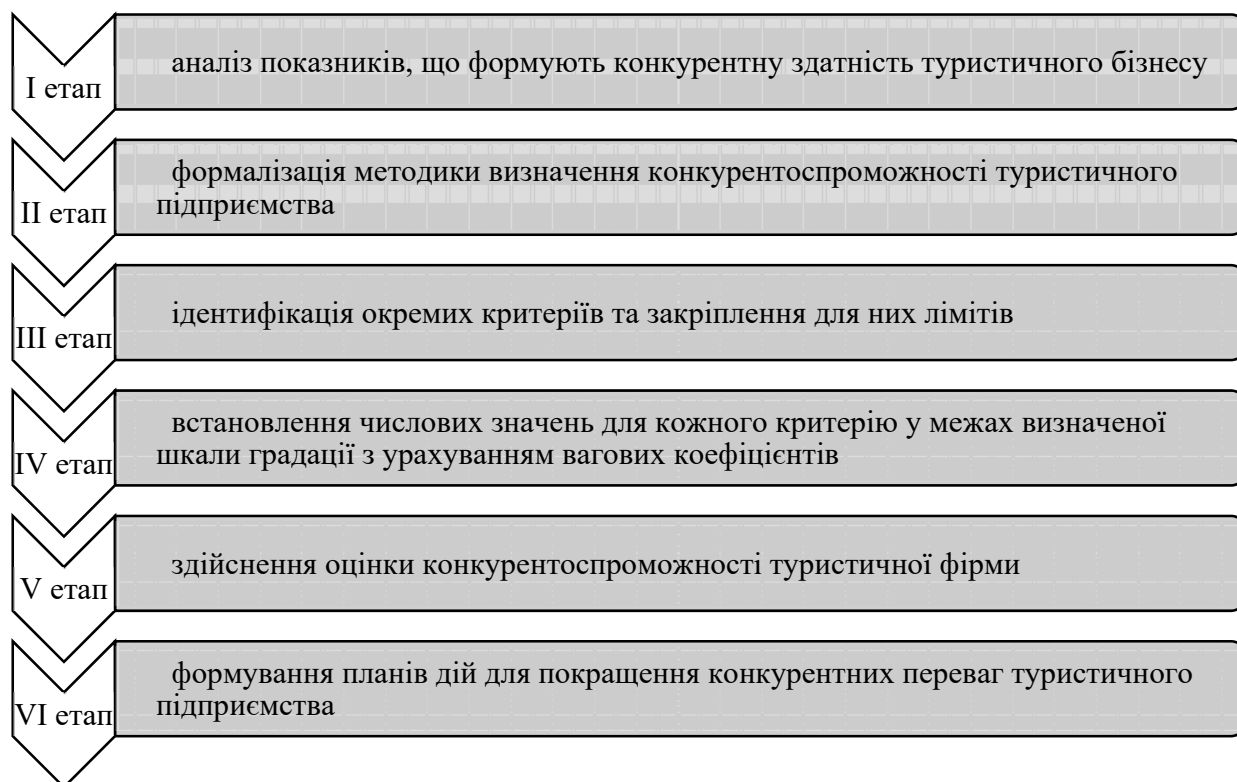 I етап
аналіз показників, що формують конкурентну здатність туристичного бізнесу
II етап
формалізація методики визначення конкурентоспроможності туристичного
підприємства
III етап
ідентифікація окремих критеріїв та закріплення для них лімітів
IV етап
встановлення числових значень для кожного критерію у межах визначеної
шкали градації з урахуванням вагових коефіцієнтів
V етап
здійснення оцінки конкурентоспроможності туристичної фірми
VI етап
формування планів дій для покращення конкурентних переваг туристичного
підприємства